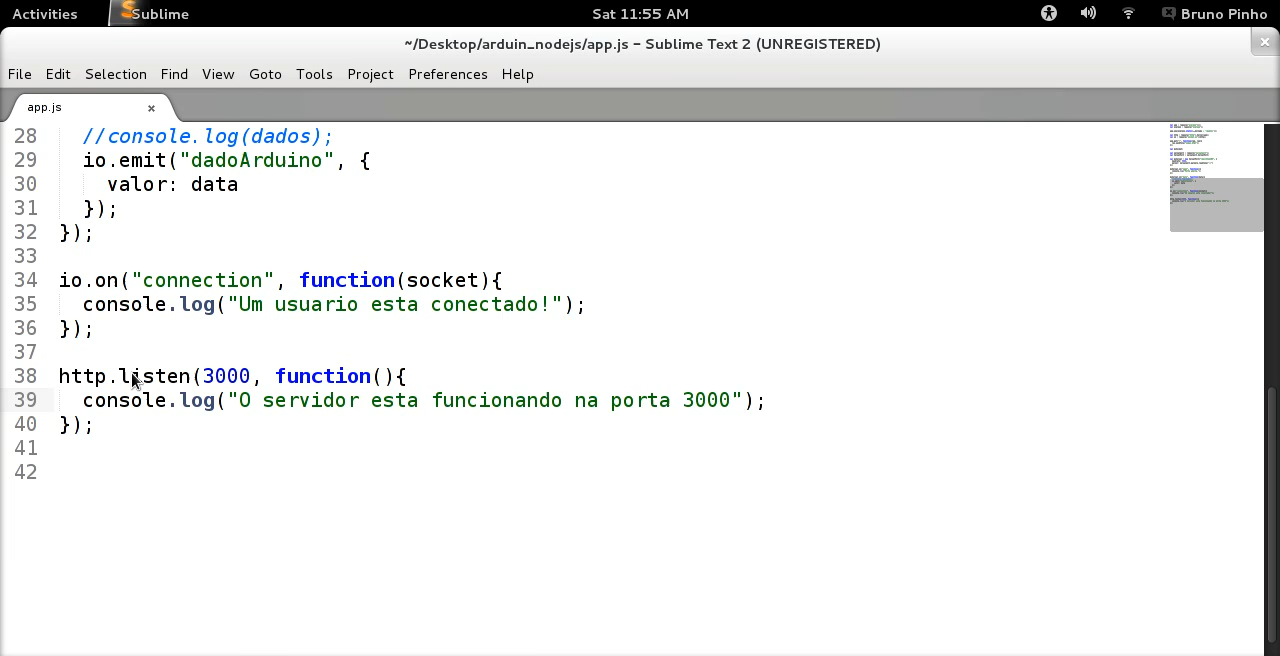 Activities Sublime Sat 11:55 AM Bruno Pinho
~/Desktop/arduin_nodejs/app.js – Sublime Text 2 (UNREGISTERED)
File Edit Selection Find View Goto Tools Project Preferences Help
app.js
28 //console.log(dados);
29 io.emit("dadoArduino", {
30 valor: data
31 });
32 });
33
34 io.on("connection", function(socket){
35 console.log("Um usuario esta conectado!");
36 });
37
38 http.listen(3000, function(){
39 console.log("O servidor esta funcionando na porta 3000");
40 });
41
42